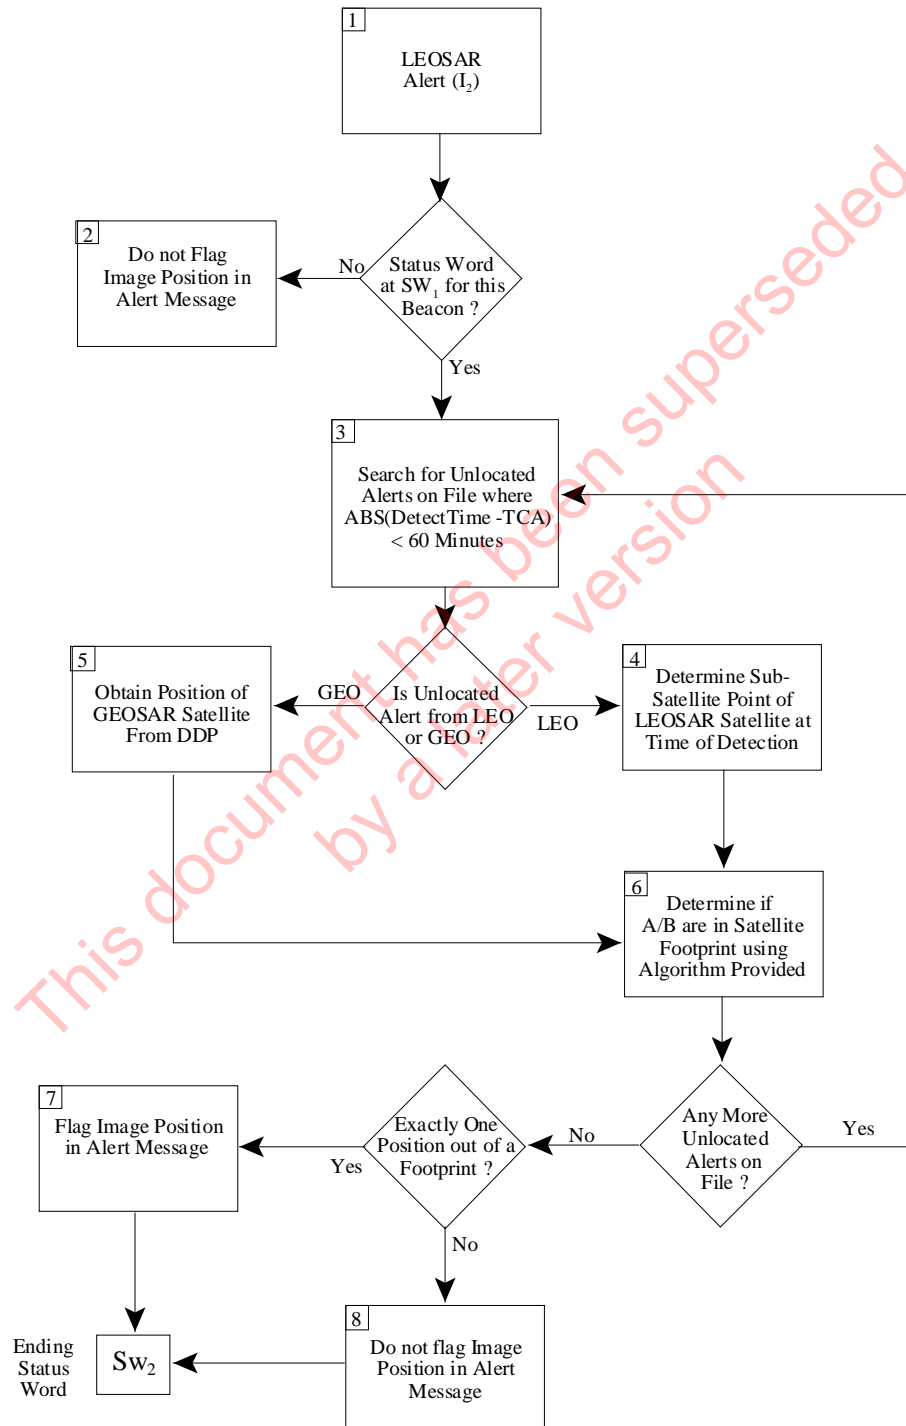 1
LEOSAR
Alert (I2)
2
Do not Flag
Image Position in
Alert Message
No
Status Word
at SW1 for this
Beacon ?
Yes
3
Search for Unlocated
Alerts on File where
ABS(DetectTime -TCA)
< 60 Minutes
5
Obtain Position of
GEOSAR Satellite
From DDP
GEO
Is Unlocated
Alert from LEO
or GEO ?
LEO
4
Determine Sub-
Satellite Point of
LEOSAR Satellite at
Time of Detection
6
Determine if
A/B are in Satellite
Footprint using
Algorithm Provided
7
Flag Image Position
in Alert Message
Yes
Exactly One
Position out of a
Footprint ?
No
Any More
Unlocated
Alerts on
File ?
Yes
No
8
Do not flag Image
Position in Alert
Message
Ending
Status
Word
Sw2
This document has been superseded
by a later version